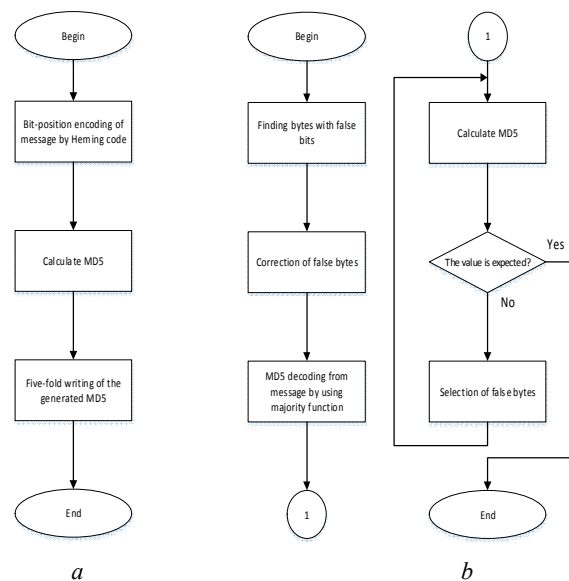 Begin
Bit-position encoding of
message by Heming code
Calculate MD5
Five-fold writing of the
generated MD5
End
a
Begin
Finding bytes with false
bits
Correction of false bytes
MD5 decoding from
message by using
majority function
1
1
Calculate MD5
The value is expected?
Yes
No
Selection of false bytes
End
b